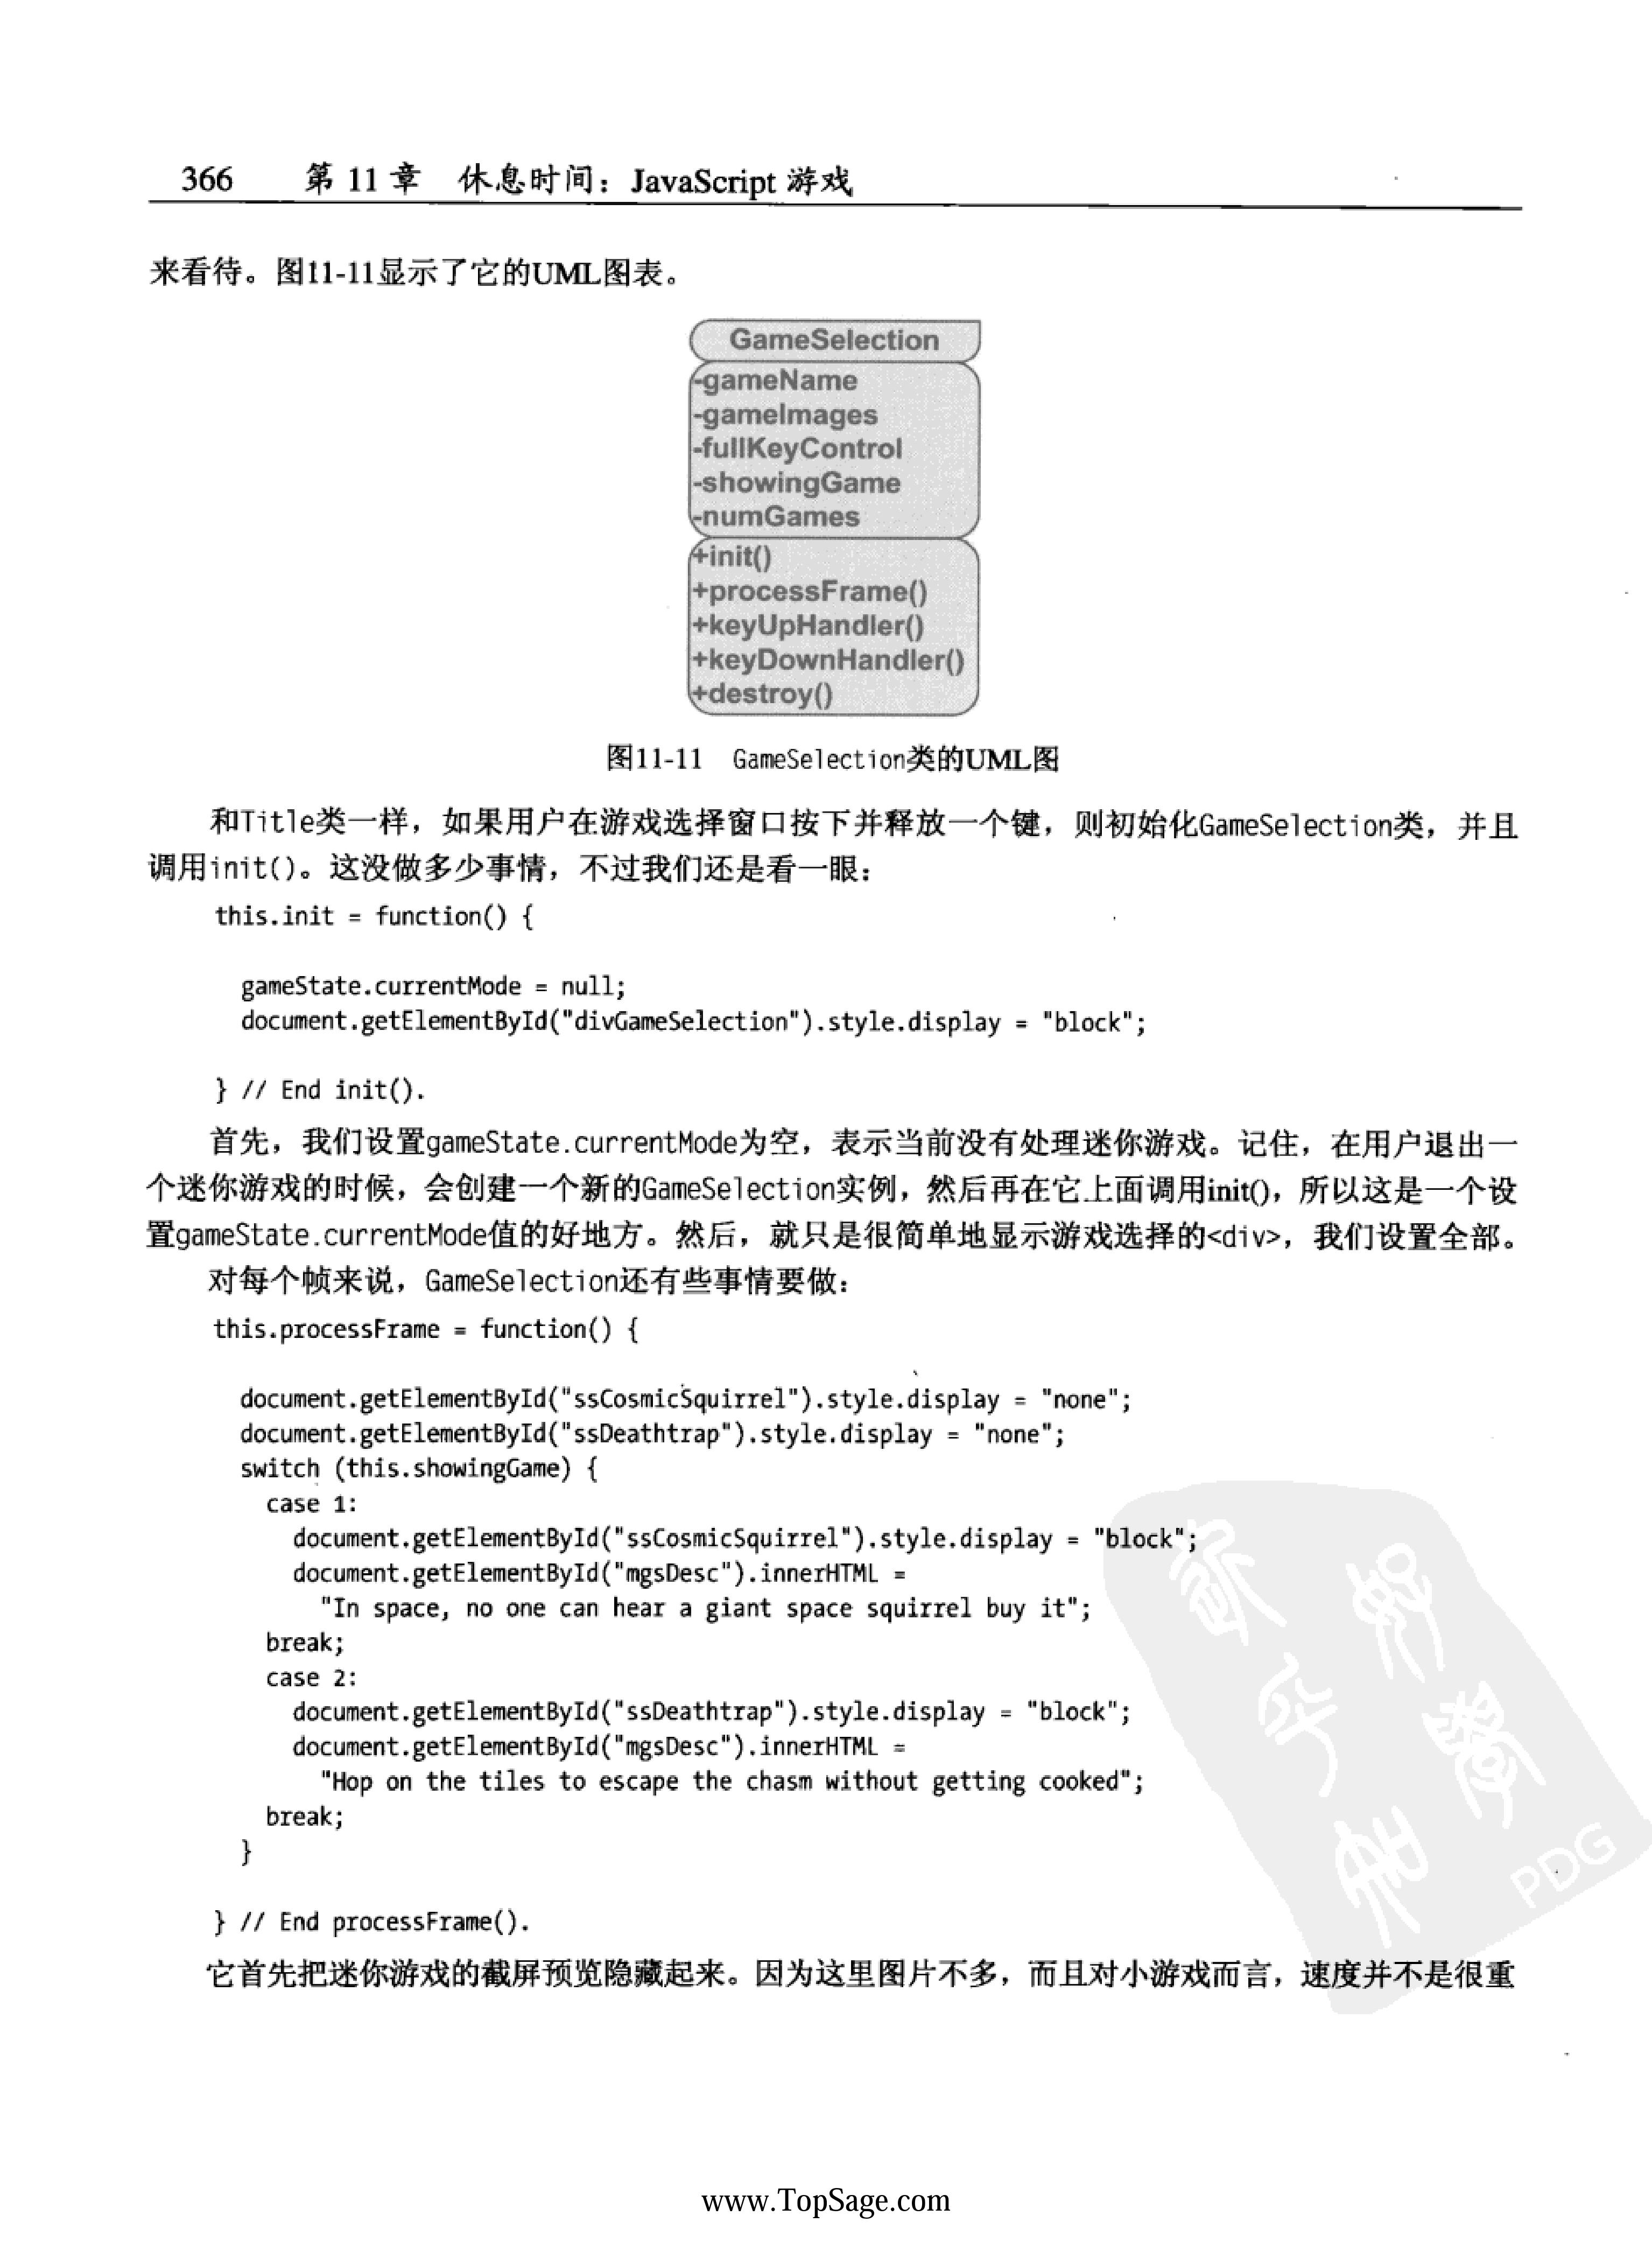 366 第 11 章 休息时间：JavaScript 游戏
来看待。图11-11显示了它的UML图表。
GameSelection
-gameName
-gameImages
-fullKeyControl
-showingGame
-numGames
+init()
+processFrame()
+keyUpHandler()
+keyDownHandler()
+destroy()
图11-11 GameSelection类的UML图
和Title类一样，如果用户在游戏选择窗口按下并释放一个键，则初始化GameSelection类，并且
调用init()。这没做多少事情，不过我们还是看一眼：
this.init = function() {
gameState.currentMode = null;
document.getElementById("divGameSelection").style.display = "block";
} // End init().
首先，我们设置gameState.currentMode为空，表示当前没有处理迷你游戏。记住，在用户退出一
个迷你游戏的时候，会创建一个新的GameSelection实例，然后再在它上面调用init()，所以这是一个设
置gameState.currentMode值的好地方。然后，就只是很简单地显示游戏选择的<div>，我们设置全部。
对每个帧来说，GameSelection还有些事情要做：
this.processFrame = function() {
document.getElementById("ssCosmicSquirrel").style.display = "none";
document.getElementById("ssDeathtrap").style.display = "none";
switch (this.showingGame) {
case 1:
document.getElementById("ssCosmicSquirrel").style.display = "block";
document.getElementById("mgsDesc").innerHTML =
"In space, no one can hear a giant space squirrel buy it";
break;
case 2:
document.getElementById("ssDeathtrap").style.display = "block";
document.getElementById("mgsDesc").innerHTML =
"Hop on the tiles to escape the chasm without getting cooked";
break;
}
} // End processFrame().
它首先把迷你游戏的截屏预览隐藏起来。因为这里图片不多，而且对小游戏而言，速度并不是很重
PDG
www.TopSage.com